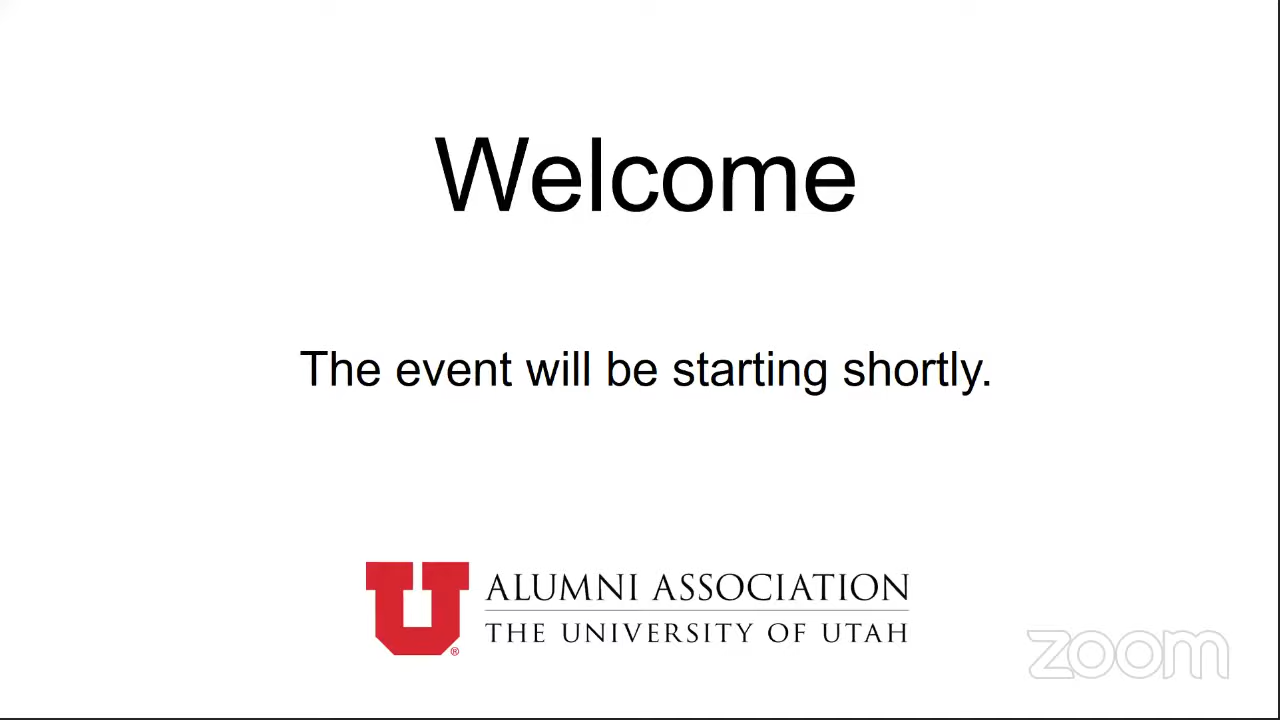 Welcome
The event will be starting shortly.
U ALUMNI ASSOCIATION
®
THE UNIVERSITY OF UTAH
zoom